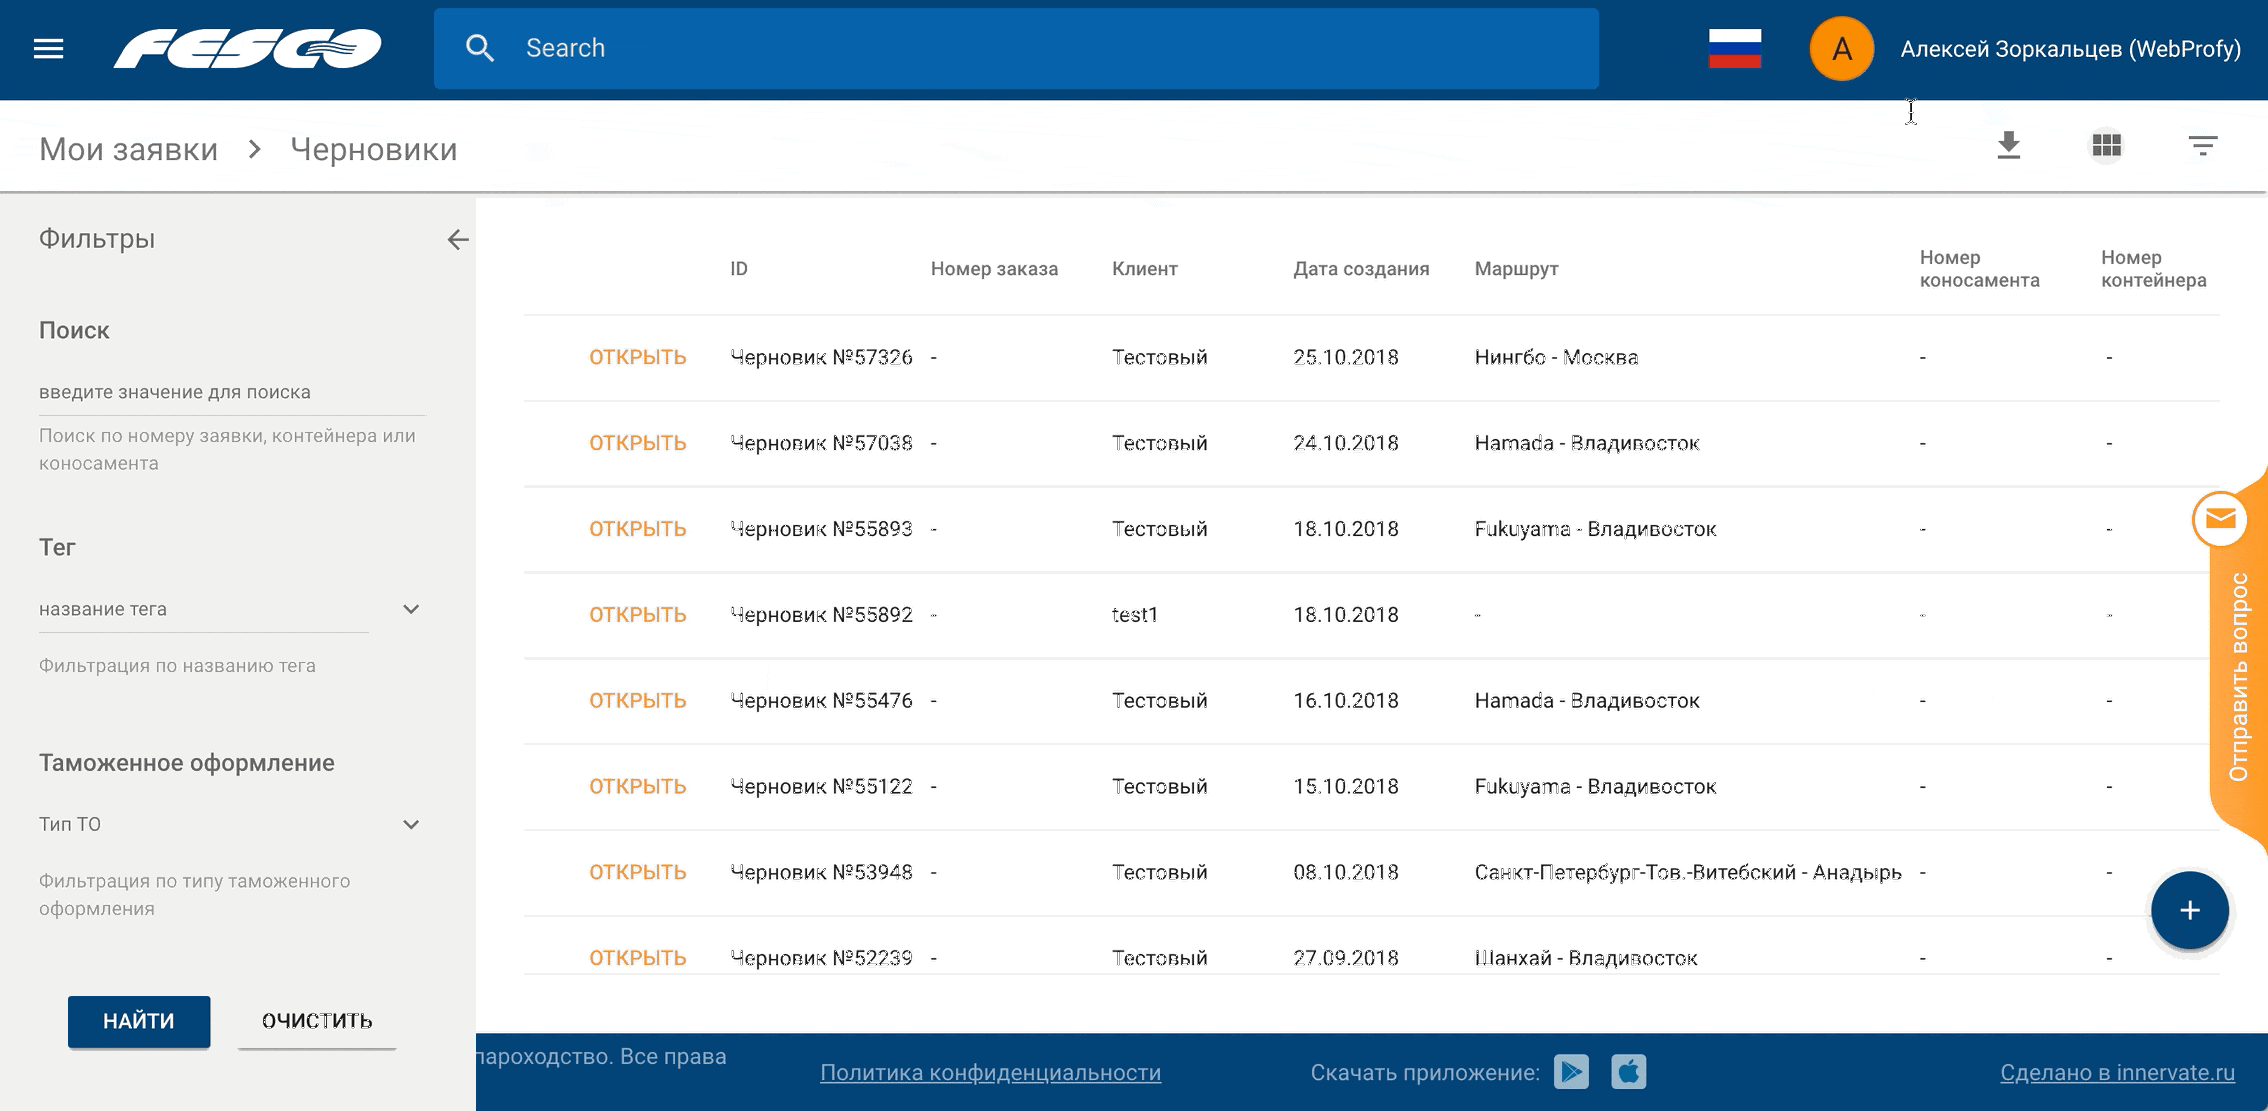 FESCO
Search
А
Алексей Зоркальцев (WebProfy)
Мои заявки > Черновики
Фильтры
Поиск
введите значение для поиска
Поиск по номеру заявки, контейнера или
коносамента
Тег
название тега
Фильтрация по названию тега
Таможенное оформление
Тип ТО
Фильтрация по типу таможенного
оформления
НАЙТИ
ОЧИСТИТЬ
ID Номер заказа Клиент Дата создания Маршрут Номер коносамента Номер контейнера
ОТКРЫТЬ Черновик №57326 - Тестовый 25.10.2018 Нингбо - Москва - -
ОТКРЫТЬ Черновик №57038 - Тестовый 24.10.2018 Hamada - Владивосток - -
ОТКРЫТЬ Черновик №55893 - Тестовый 18.10.2018 Fukuyama - Владивосток - -
ОТКРЫТЬ Черновик №55892 - test1 18.10.2018 - - -
ОТКРЫТЬ Черновик №55476 - Тестовый 16.10.2018 Hamada - Владивосток - -
ОТКРЫТЬ Черновик №55122 - Тестовый 15.10.2018 Fukuyama - Владивосток - -
ОТКРЫТЬ Черновик №53948 - Тестовый 08.10.2018 Санкт-Петербург-Тов.-Витебский - Анадырь - -
ОТКРЫТЬ Черновик №52239 - Тестовый 27.09.2018 Шанхай - Владивосток - -
Отправить вопрос
+
пароходство. Все права
Политика конфиденциальности
Скачать приложение:
Сделано в innervate.ru